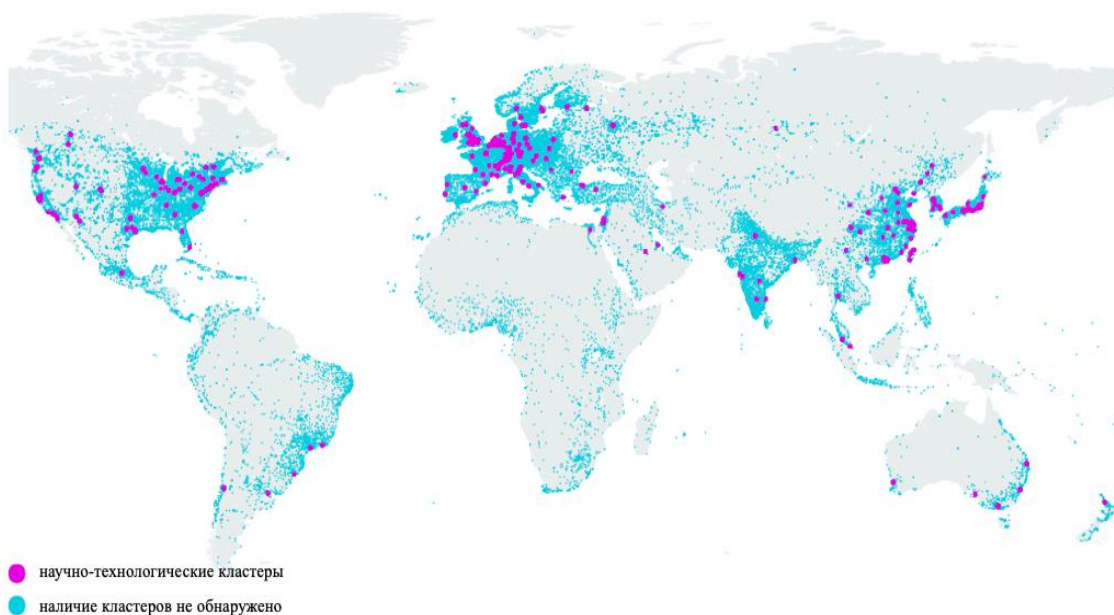 научно-технологические кластеры
наличие кластеров не обнаружено